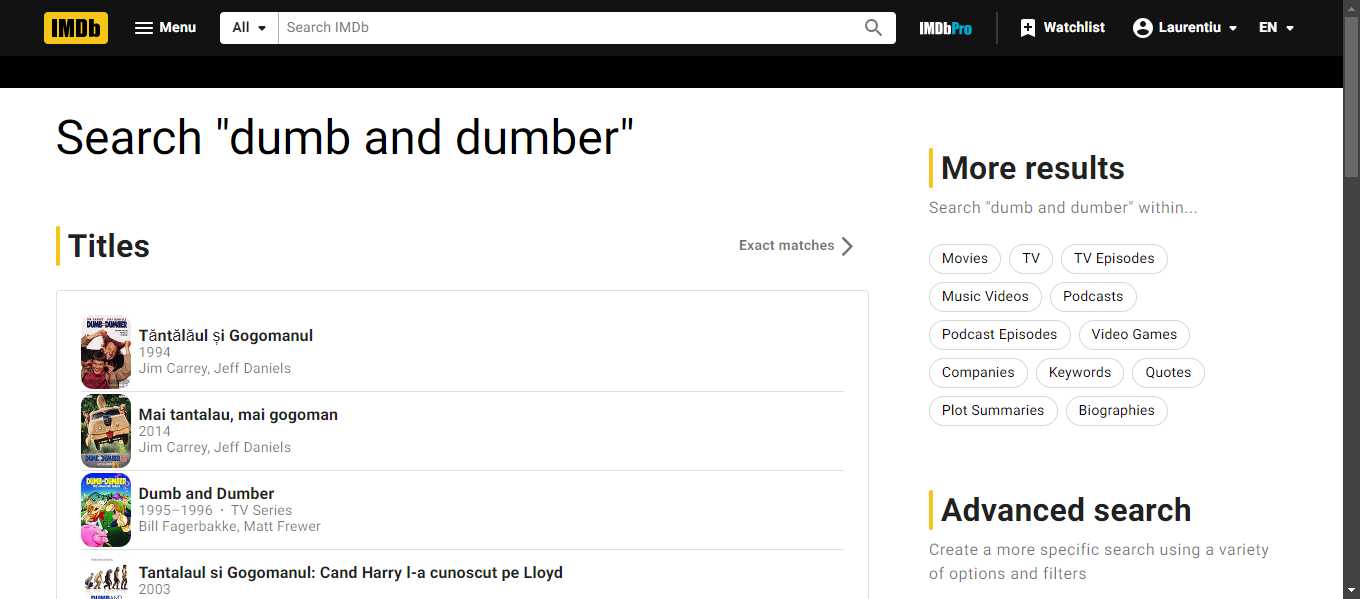 IMDb Menu All Search IMDb IMDbPro Watchlist Laurentiu EN
Search "dumb and dumber"
Titles
Exact matches
DUMB DUMBER
Tăntălăul și Gogomanul
1994
Jim Carrey, Jeff Daniels
Mai tantalau, mai gogoman
2014
Jim Carrey, Jeff Daniels
DUMB DUMBER
Dumb and Dumber
1995–1996 · TV Series
Bill Fagerbakke, Matt Frewer
Tantalaul si Gogomanul: Cand Harry l-a cunoscut pe Lloyd
2003
More results
Search "dumb and dumber" within...
Movies TV TV Episodes
Music Videos Podcasts
Podcast Episodes Video Games
Companies Keywords Quotes
Plot Summaries Biographies
Advanced search
Create a more specific search using a variety
of options and filters